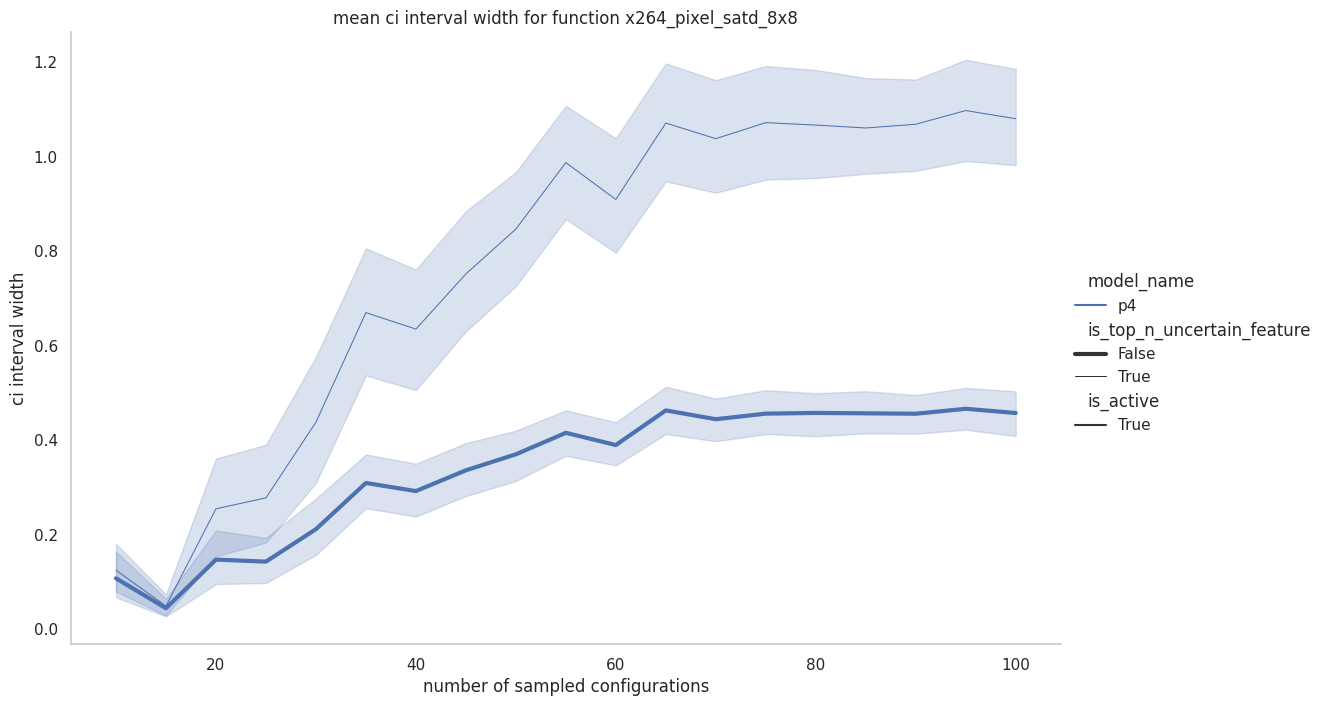 mean ci interval width for function x264_pixel_satd_8x8
ci interval width
1.2
1.0
0.8
0.6
0.4
0.2
0.0
20
40
60
80
100
number of sampled configurations
model_name
p4
is_top_n_uncertain_feature
False
True
is_active
True